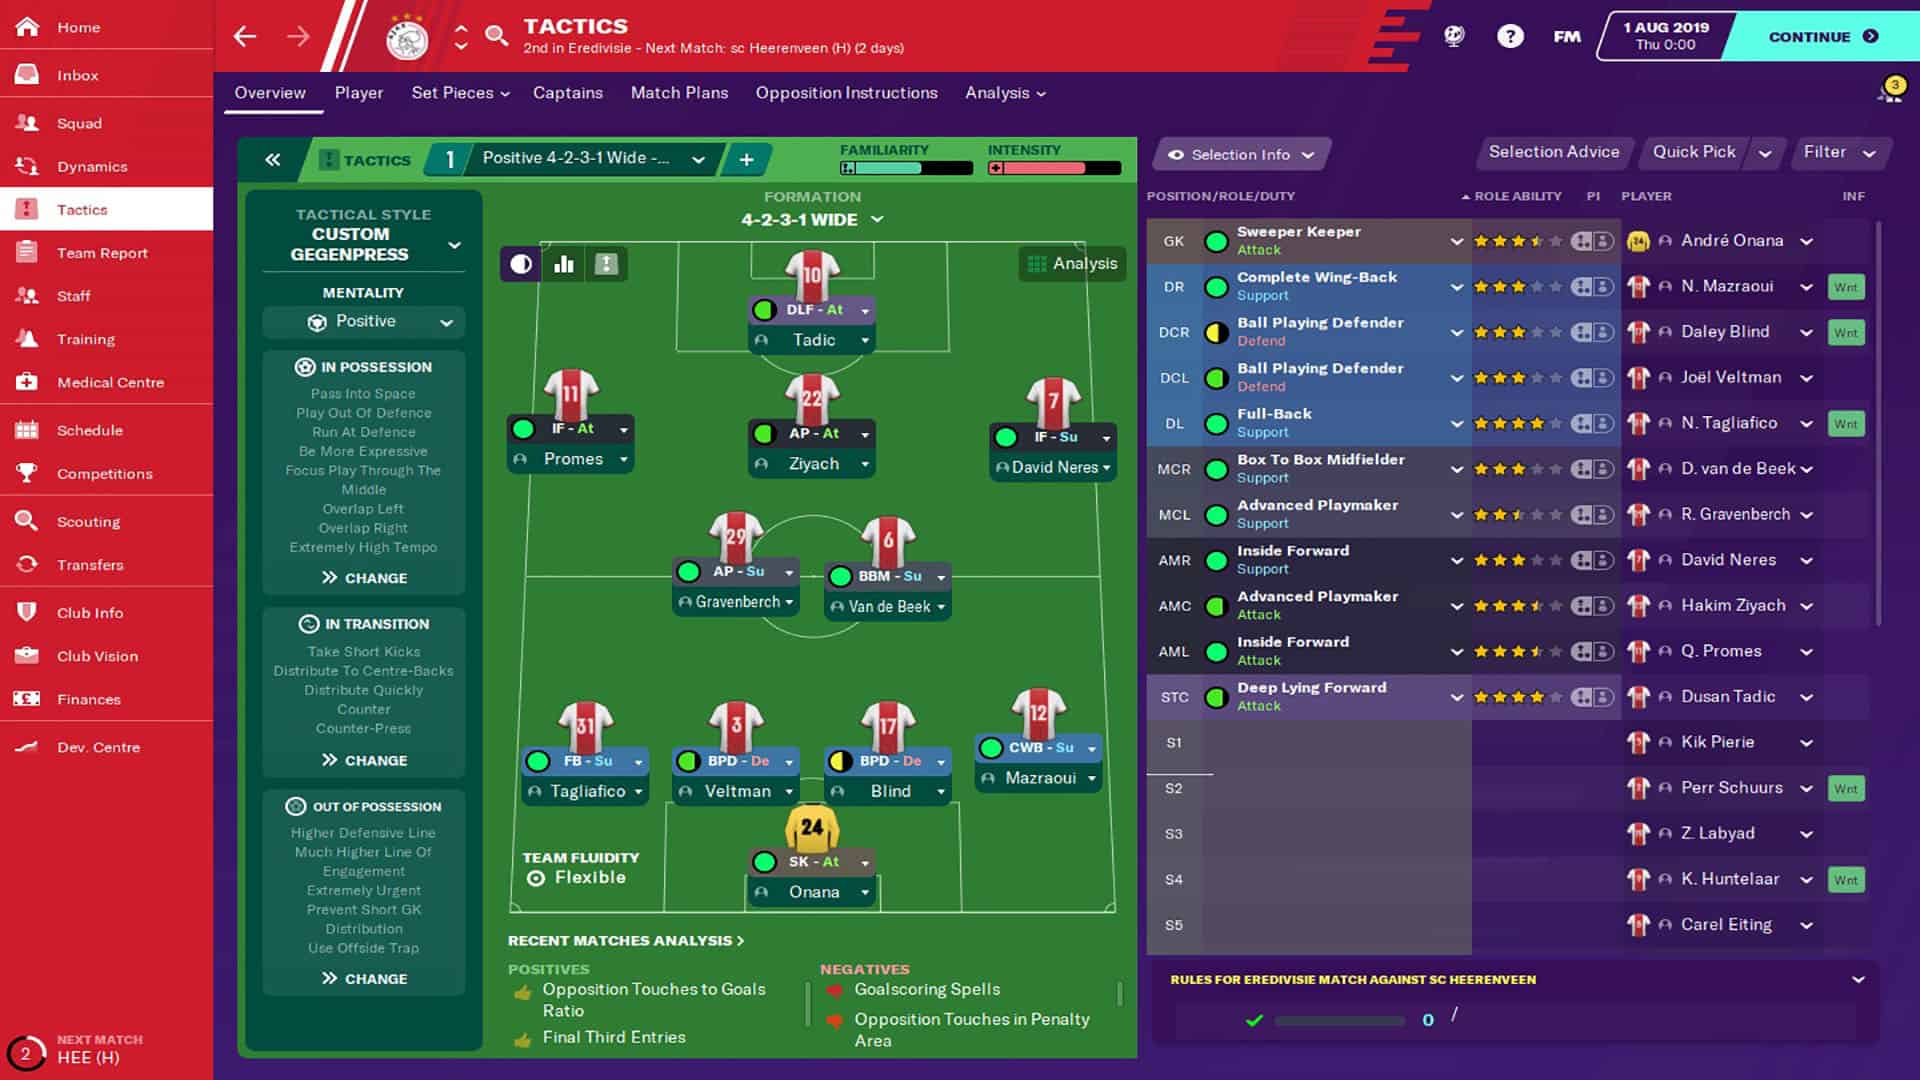 Home
Inbox
Squad
Dynamics
Tactics
Team Report
Staff
Training
Medical Centre
Schedule
Competitions
Scouting
Transfers
Club Info
Club Vision
Finances
Dev. Centre
2
NEXT MATCH
HEE (H)
TACTICS
2nd in Eredivisie - Next Match: sc Heerenveen (H) (2 days)
?
FM
1 AUG 2019
Thu 0:00
CONTINUE
3
Overview
Player
Set Pieces
Captains
Match Plans
Opposition Instructions
Analysis
TACTICS
1
Positive 4-2-3-1 Wide -...
+
FAMILIARITY
INTENSITY
TACTICAL STYLE
CUSTOM
GEGENPRESS
MENTALITY
Positive
IN POSSESSION
Pass Into Space
Play Out Of Defence
Run At Defence
Be More Expressive
Focus Play Through The
Middle
Overlap Left
Overlap Right
Extremely High Tempo
CHANGE
IN TRANSITION
Take Short Kicks
Distribute To Centre-Backs
Distribute Quickly
Counter
Counter-Press
CHANGE
OUT OF POSSESSION
Higher Defensive Line
Much Higher Line Of
Engagement
Extremely Urgent
Prevent Short GK
Distribution
Use Offside Trap
CHANGE
FORMATION
4-2-3-1 WIDE
Analysis
10
DLF - At
Tadic
11
IF - At
Promes
22
AP - At
Ziyach
7
IF - Su
David Neres
29
AP - Su
Gravenberch
6
BBM - Su
Van de Beek
31
FB - Su
Tagliafico
3
BPD - De
Veltman
17
BPD - De
Blind
12
CWB - Su
Mazraoui
24
SK - At
Onana
TEAM FLUIDITY
Flexible
RECENT MATCHES ANALYSIS >
POSITIVES
Opposition Touches to Goals
Ratio
Final Third Entries
NEGATIVES
Goalscoring Spells
Opposition Touches in Penalty
Area
Selection Info
Selection Advice
Quick Pick
Filter
POSITION/ROLE/DUTY
ROLE ABILITY
PI
PLAYER
INF
GK
Sweeper Keeper
Attack
24
André Onana
DR
Complete Wing-Back
Support
N. Mazraoui
Wnt
DCR
Ball Playing Defender
Defend
Daley Blind
Wnt
DCL
Ball Playing Defender
Defend
Joël Veltman
DL
Full-Back
Support
N. Tagliafico
Wnt
MCR
Box To Box Midfielder
Support
D. van de Beek
MCL
Advanced Playmaker
Support
R. Gravenberch
AMR
Inside Forward
Support
David Neres
AMC
Advanced Playmaker
Attack
Hakim Ziyach
AML
Inside Forward
Attack
Q. Promes
STC
Deep Lying Forward
Attack
Dusan Tadic
S1
Kik Pierie
S2
Perr Schuurs
Wnt
S3
Z. Labyad
S4
K. Huntelaar
Wnt
S5
Carel Eiting
RULES FOR EREDIVISIE MATCH AGAINST SC HEERENVEEN
0 /